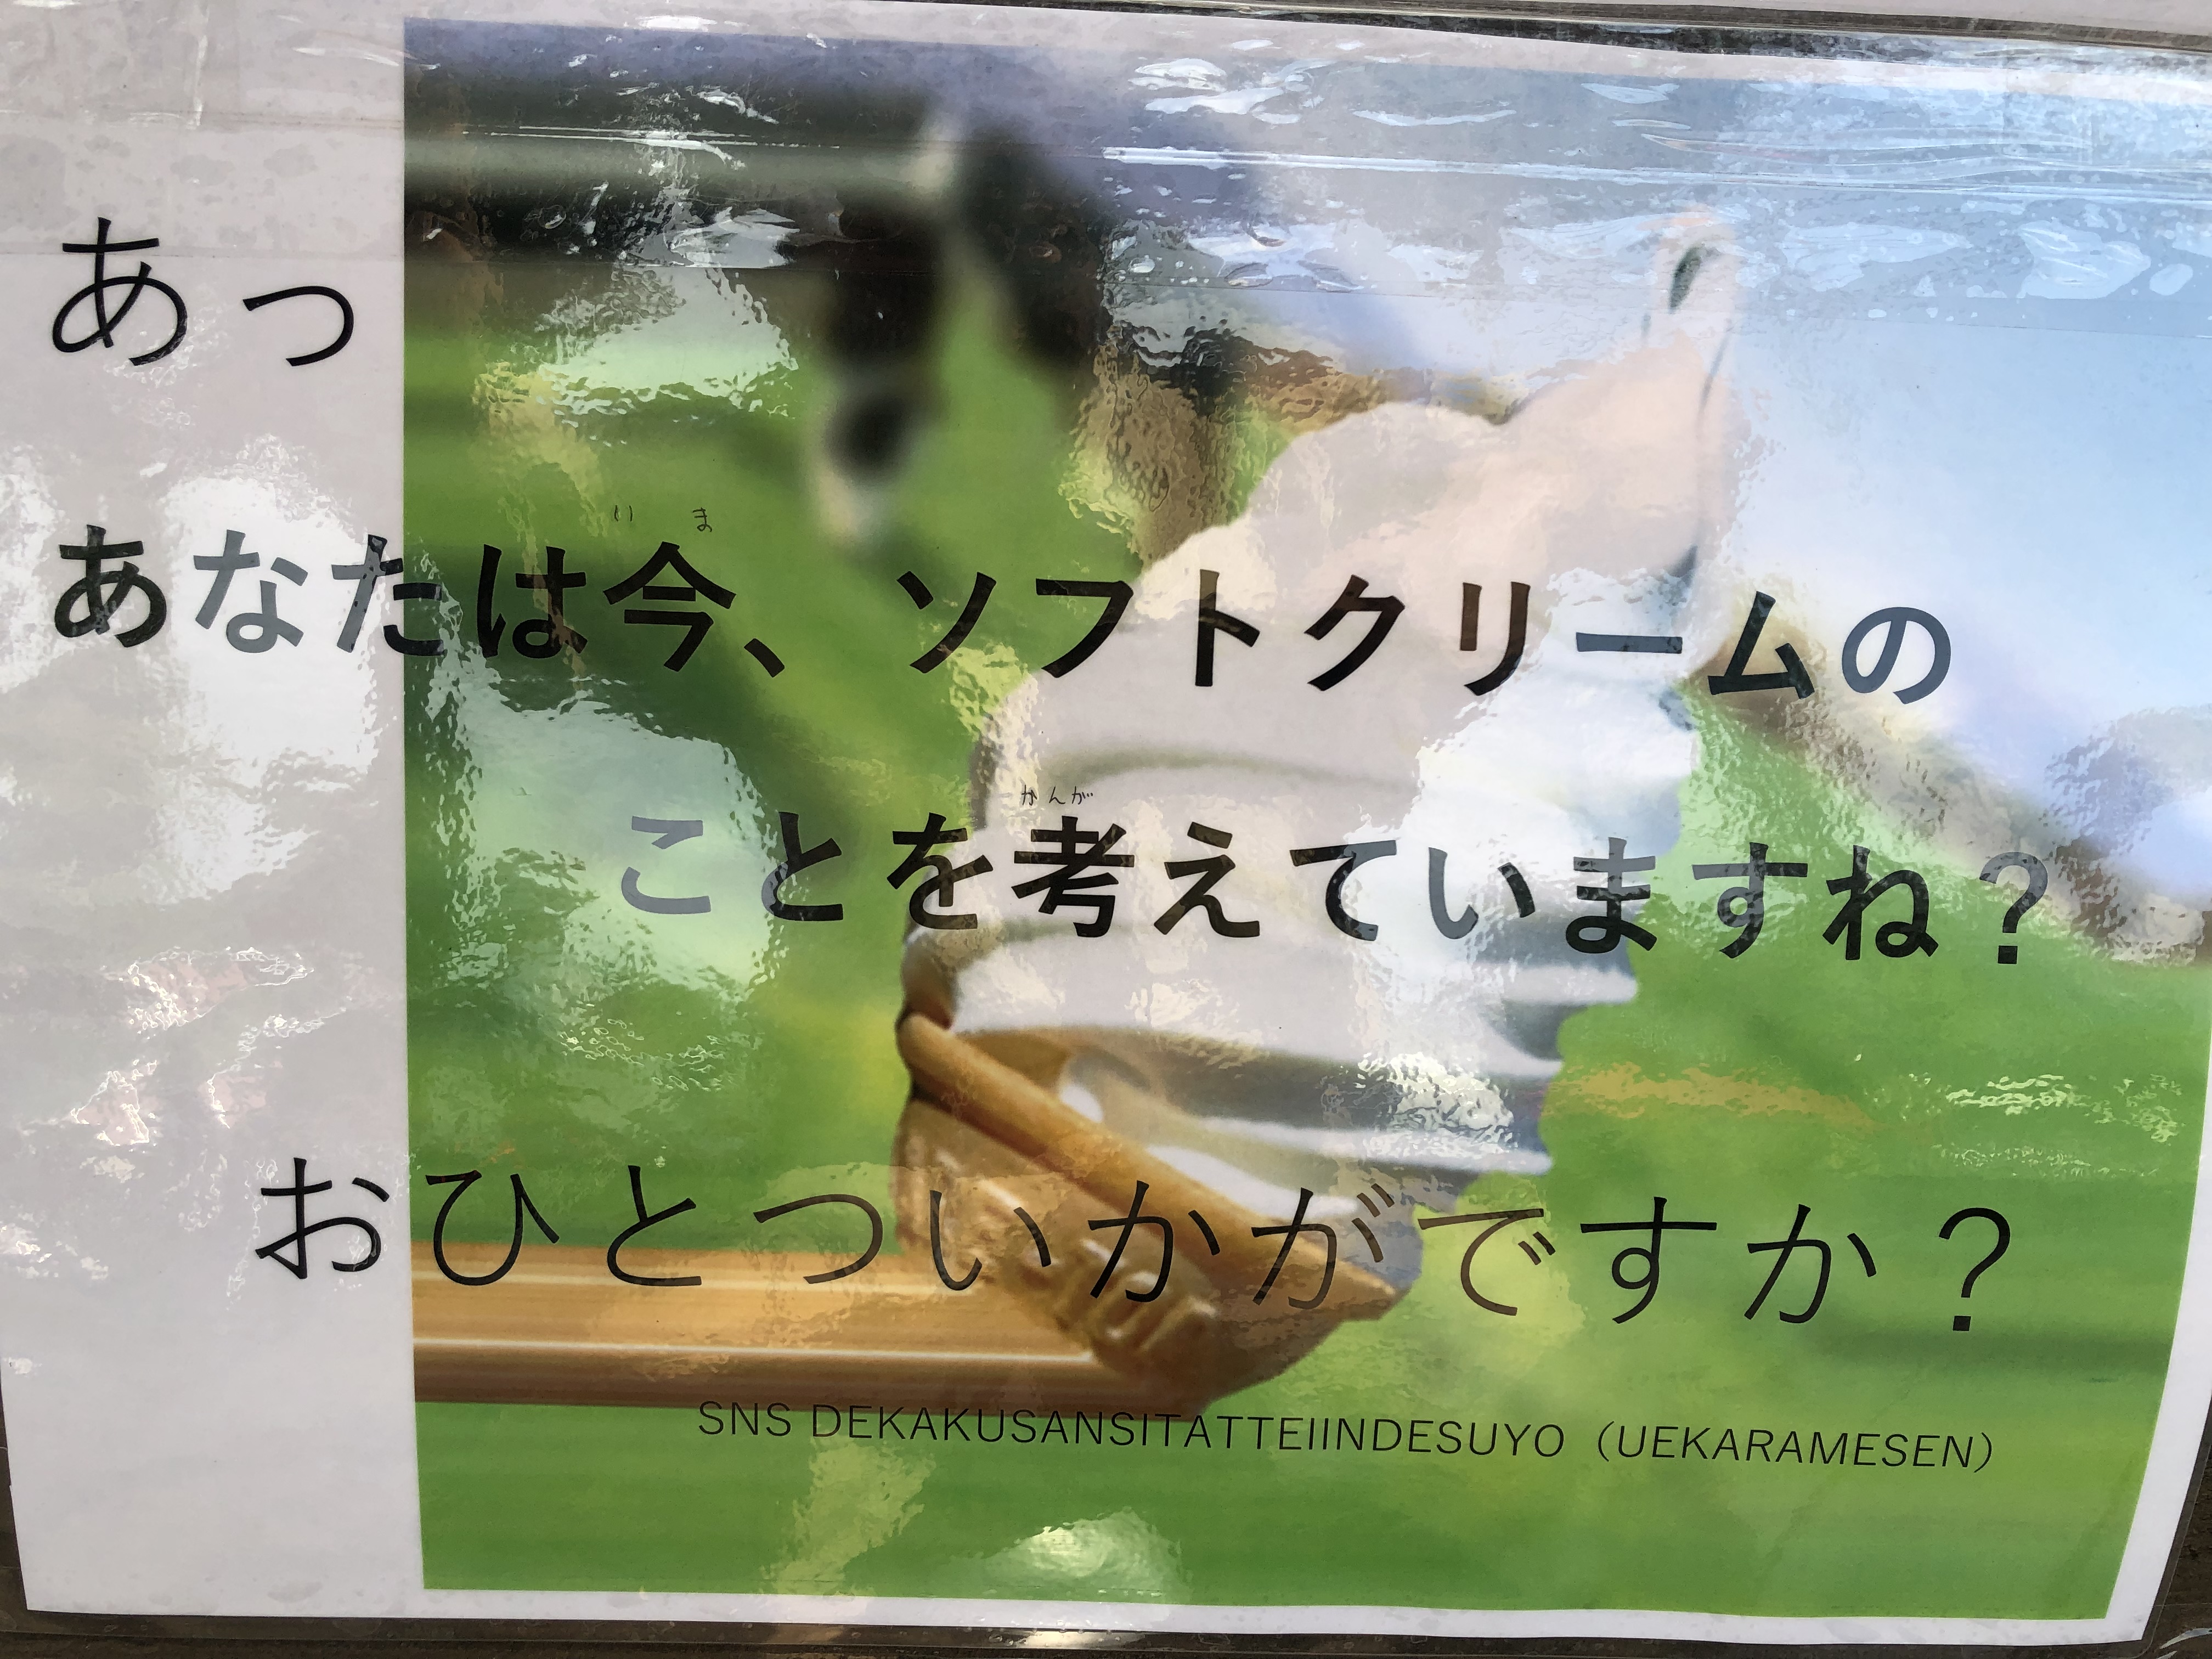 あっ
いま
あなたは今、ソフトクリームの
かんが
ことを考えていますね？
おひとついかがですか？
SNS DEKAKUSANSITATTEIINDESUYO（UEKARAMESEN）